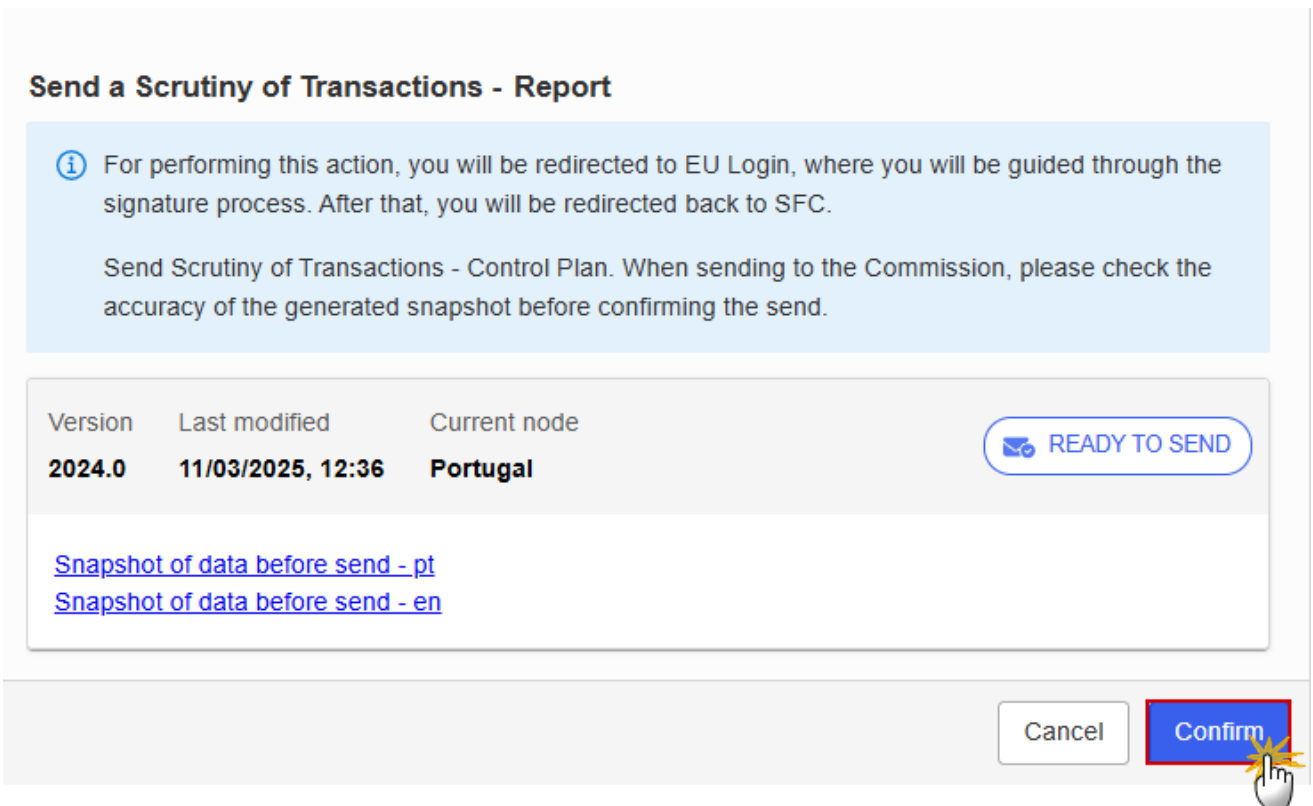 Send a Scrutiny of Transactions - Report
For performing this action, you will be redirected to EU Login, where you will be guided through the
signature process. After that, you will be redirected back to SFC.
Send Scrutiny of Transactions - Control Plan. When sending to the Commission, please check the
accuracy of the generated snapshot before confirming the send.
Version Last modified Current node
2024.0 11/03/2025, 12:36 Portugal
READY TO SEND
Snapshot of data before send - pt
Snapshot of data before send - en
Cancel Confirm